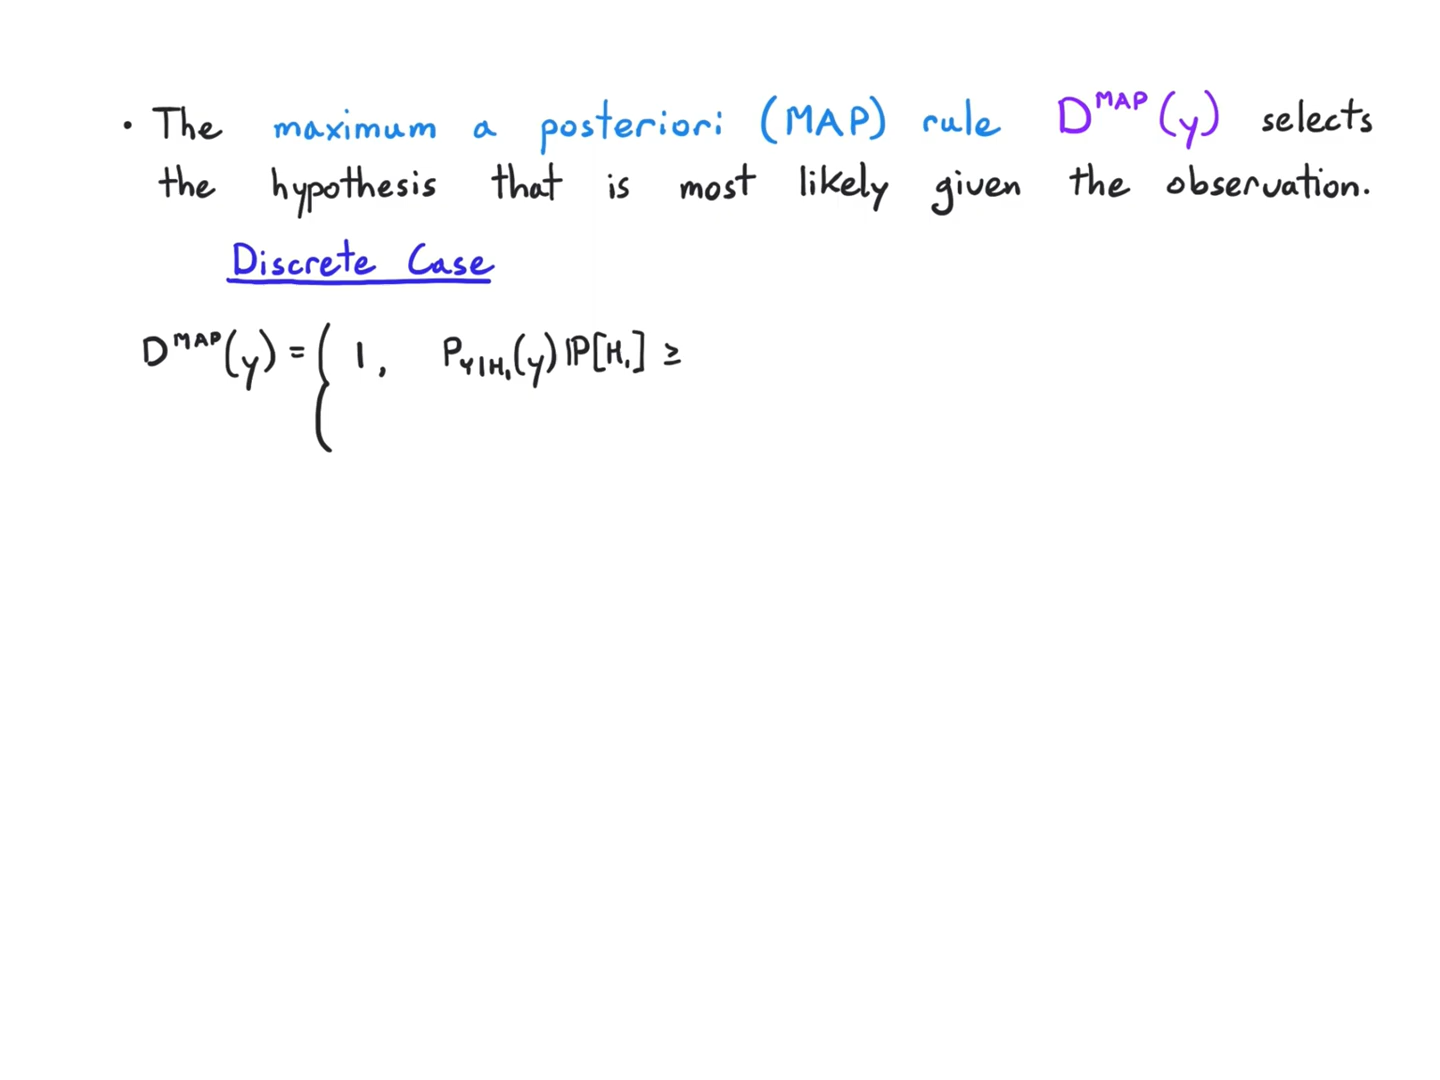 • The maximum a posteriori (MAP) rule D^MAP(y) selects
the hypothesis that is most likely given the observation.
Discrete Case
D^MAP(y) = { 1, P_Y|H₁(y) ℙ[H₁] ≥